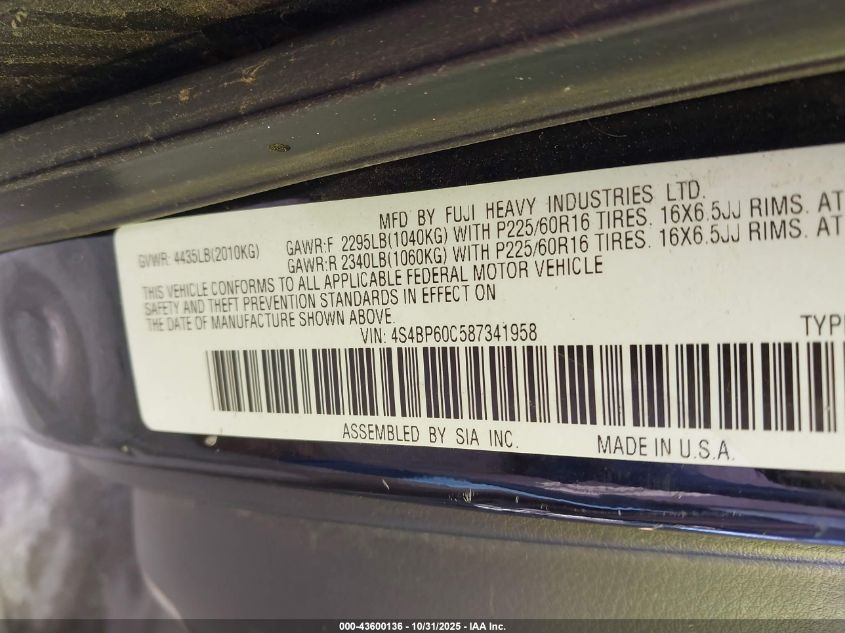 MFD BY FUJI HEAVY INDUSTRIES LTD.
GVWR: 4435LB(2010KG) GAWR:F 2295LB(1040KG) WITH P225/60R16 TIRES. 16X6.5JJ RIMS. AT
GAWR:R 2340LB(1060KG) WITH P225/60R16 TIRES. 16X6.5JJ RIMS. AT
THIS VEHICLE CONFORMS TO ALL APPLICABLE FEDERAL MOTOR VEHICLE
SAFETY AND THEFT PREVENTION STANDARDS IN EFFECT ON
THE DATE OF MANUFACTURE SHOWN ABOVE.
VIN: 4S4BP60C587341958 TYPE
ASSEMBLED BY SIA INC. MADE IN U.S.A.
000-43600136 - 10/31/2025 - IAA Inc.